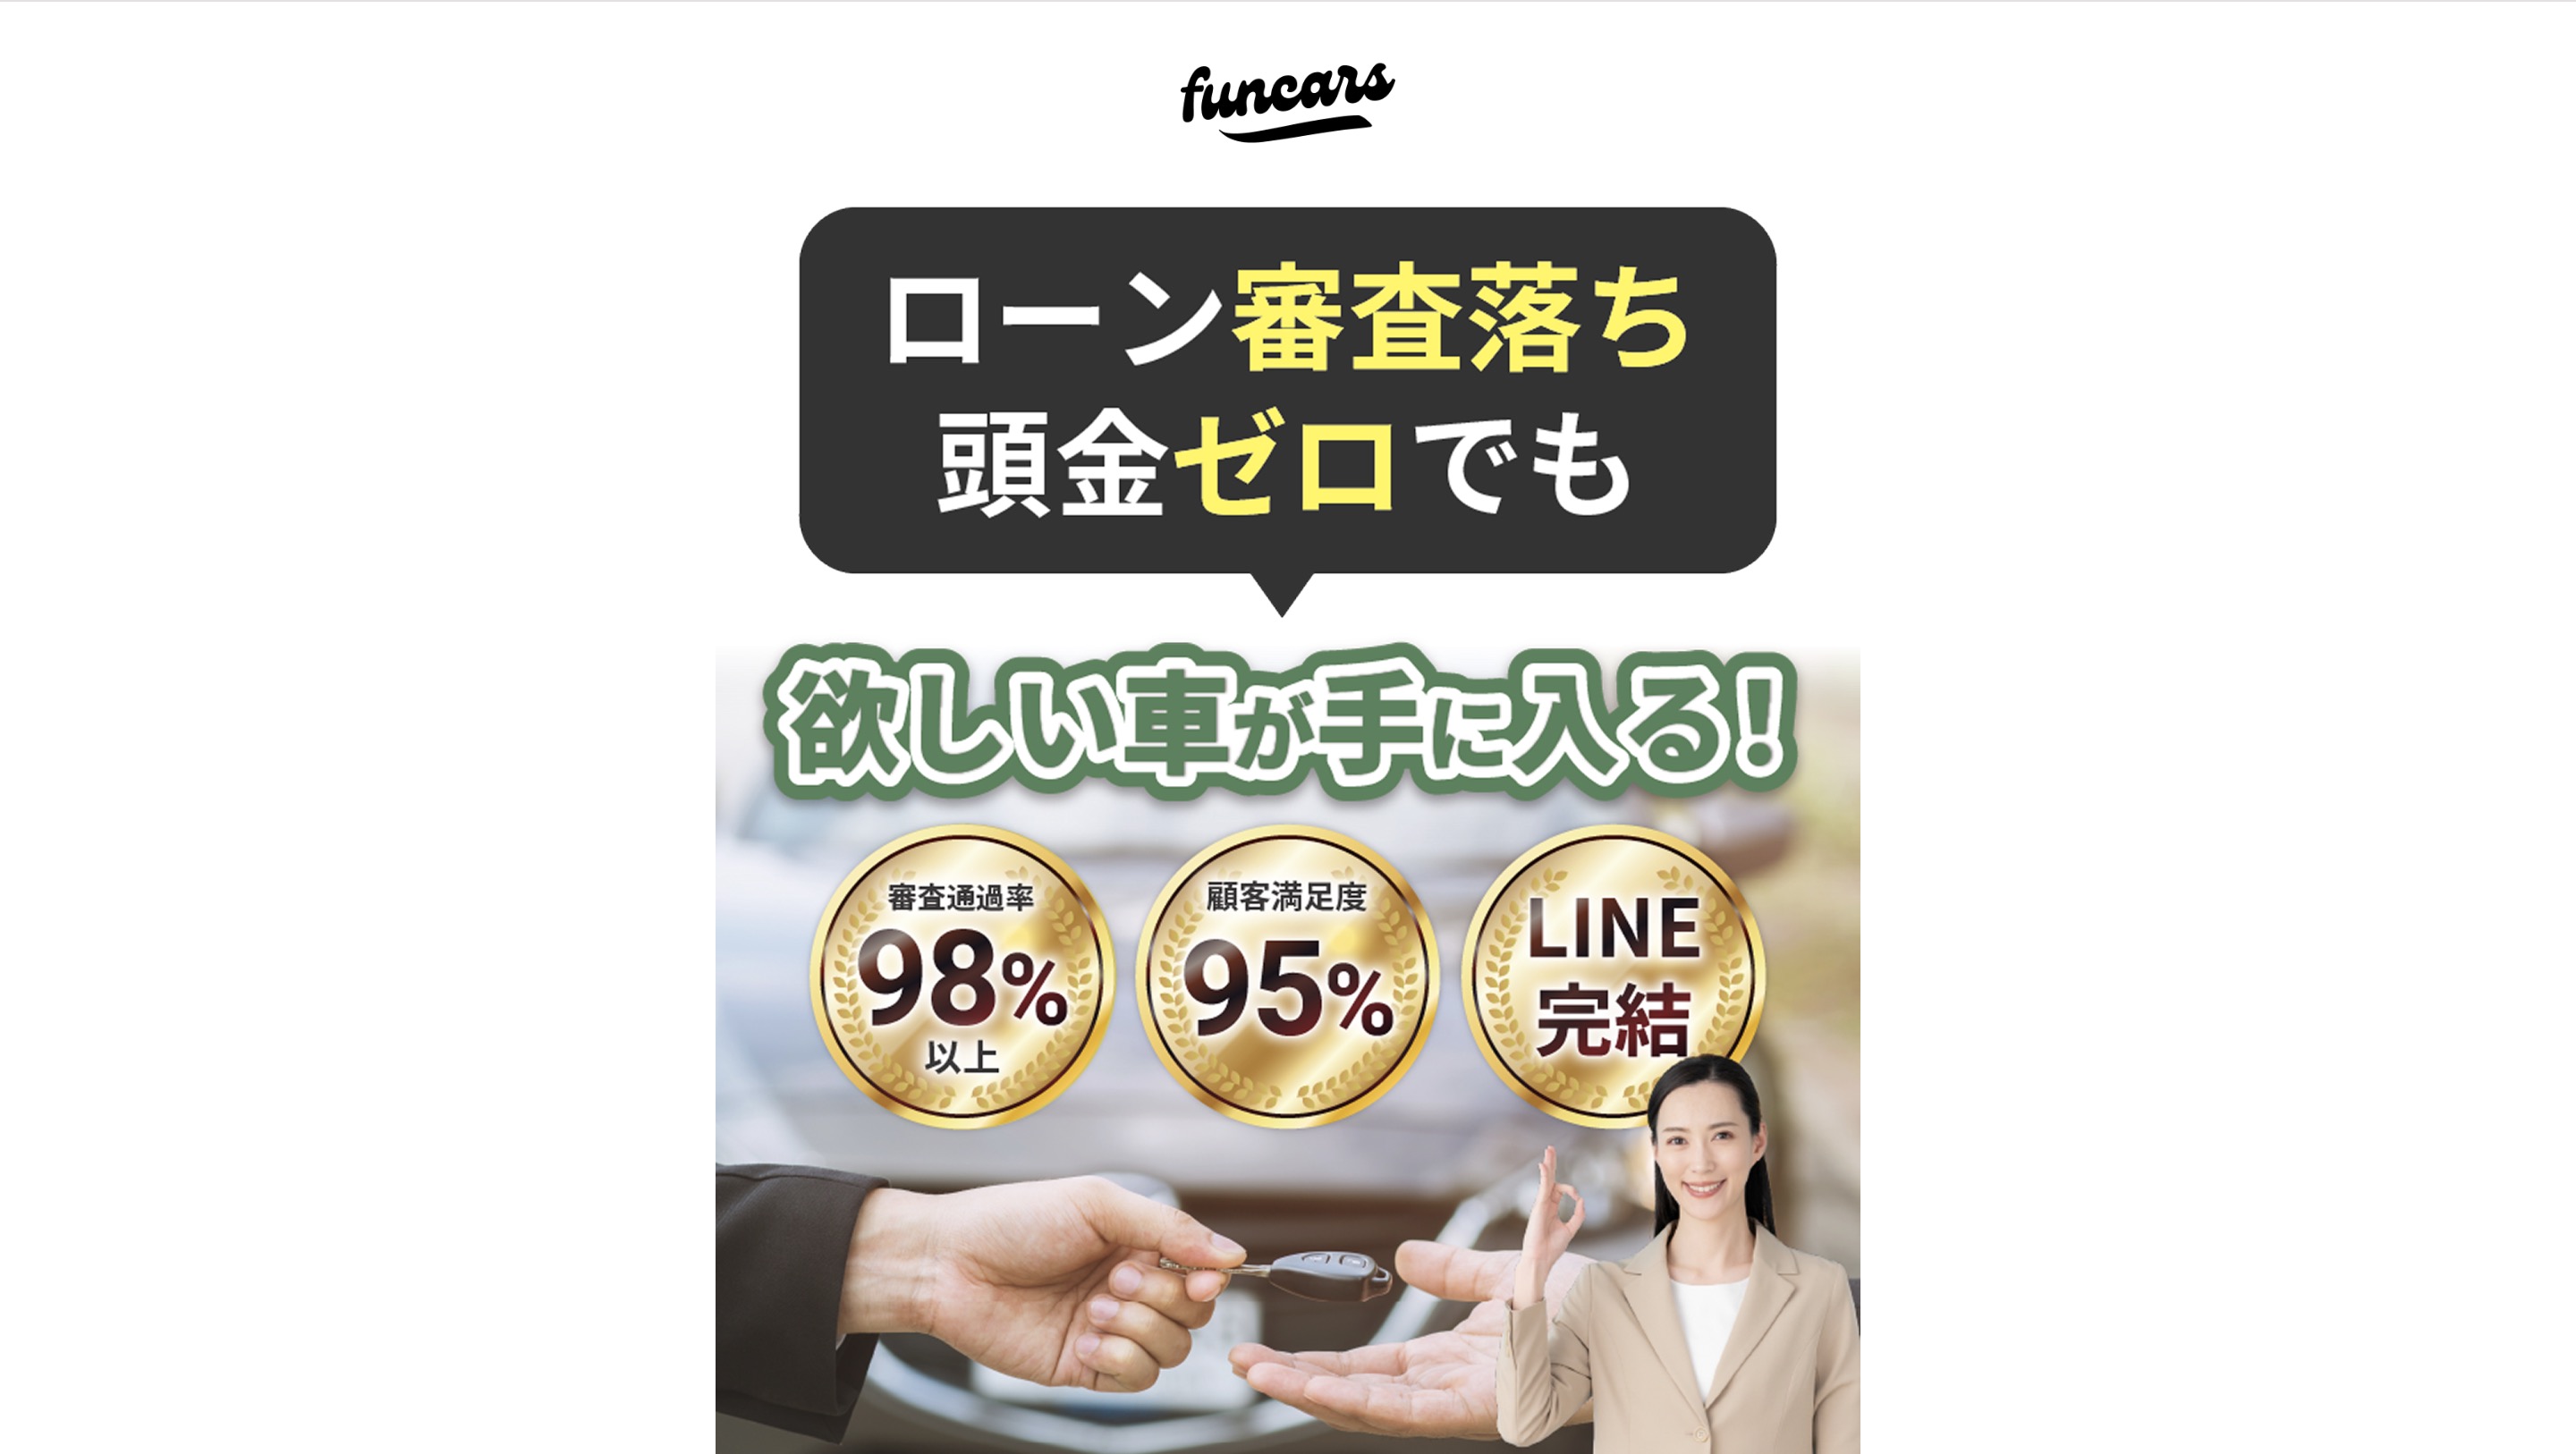 funcars
ローン審査落ち
頭金ゼロでも
欲しい車が手に入る!
審査通過率
98%
以上
顧客満足度
95%
LINE
完結